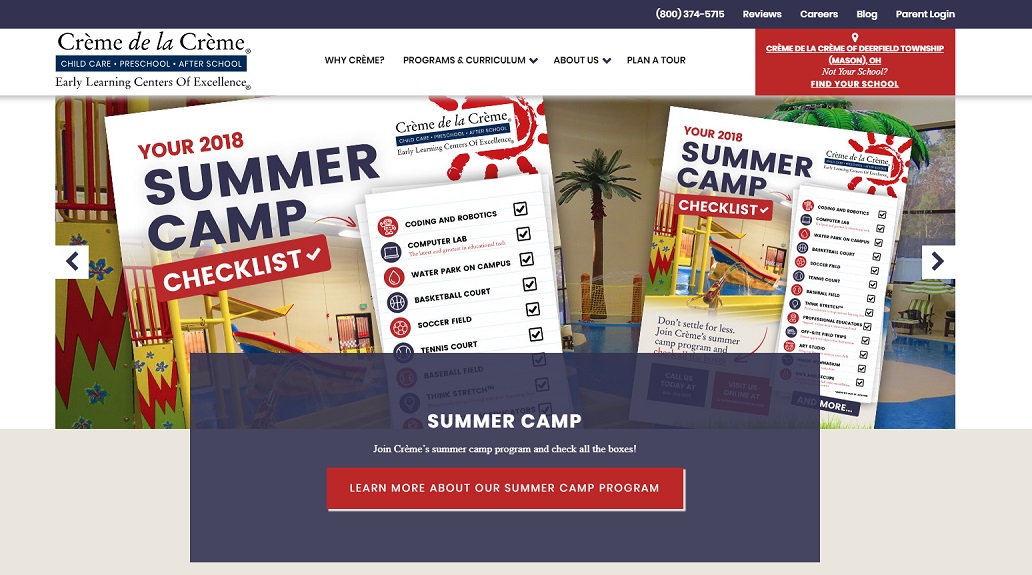 (800) 374-5715 Reviews Careers Blog Parent Login
Crème de la Crème®
CHILD CARE • PRESCHOOL • AFTER SCHOOL
Early Learning Centers Of Excellence®
WHY CRÈME? PROGRAMS & CURRICULUM ABOUT US PLAN A TOUR
CRÈME DE LA CRÈME OF DEERFIELD TOWNSHIP
(MASON), OH
Not Your School?
FIND YOUR SCHOOL
YOUR 2018
SUMMER
CAMP
CHECKLIST
Crème de la Crème
CHILD CARE • PRESCHOOL • AFTER SCHOOL
Early Learning Centers Of Excellence
CODING AND ROBOTICS
COMPUTER LAB
The latest and greatest in educational tech
WATER PARK ON CAMPUS
BASKETBALL COURT
SOCCER FIELD
TENNIS COURT
BASEBALL FIELD
THINK STRETCH™
YOUR 2018
SUMMER
CAMP
CHECKLIST
Crème de la Crème
CHILD CARE • PRESCHOOL • AFTER SCHOOL
Early Learning Centers Of Excellence
CODING AND ROBOTICS
COMPUTER LAB
WATER PARK ON CAMPUS
BASKETBALL COURT
SOCCER FIELD
TENNIS COURT
BASEBALL FIELD
THINK STRETCH™
PROFESSIONAL EDUCATORS
OFF-SITE FIELD TRIPS
ART STUDIO
AND MORE...
Don't settle for less.
Join Crème's summer
camp program and
CALL US
TODAY AT
VISIT US
ONLINE AT
SUMMER CAMP
Join Crème's summer camp program and check all the boxes!
LEARN MORE ABOUT OUR SUMMER CAMP PROGRAM